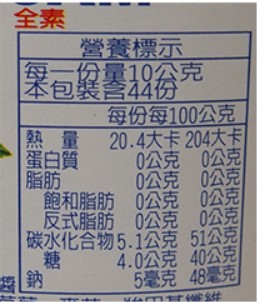 全素
營養標示
每一份量10公克
本包裝含44份
每份 每100公克
熱量 20.4大卡 204大卡
蛋白質 0公克 0公克
脂肪 0公克 0公克
飽和脂肪 0公克 0公克
反式脂肪 0公克 0公克
碳水化合物 5.1公克 51公克
糖 4.0公克 40公克
鈉 5毫克 48毫克